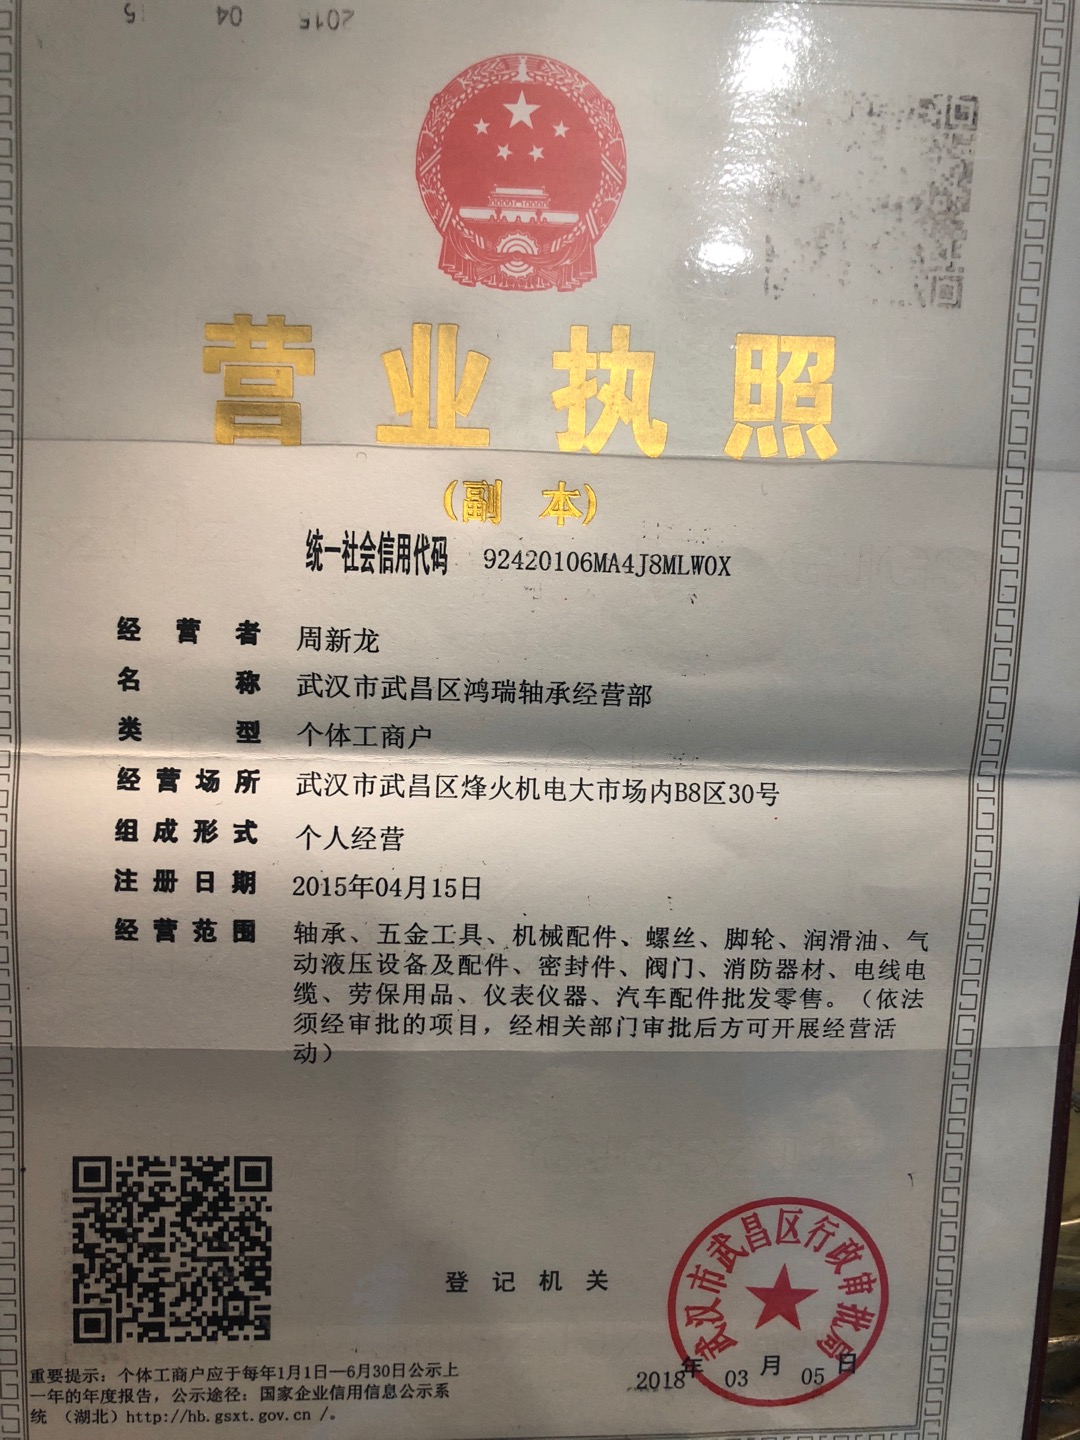 营业执照
(副 本)
统一社会信用代码 92420106MA4J8MLW0X
经营者 周新龙
名称 武汉市武昌区鸿瑞轴承经营部
类型 个体工商户
经营场所 武汉市武昌区烽火机电大市场内B8区30号
组成形式 个人经营
注册日期 2015年04月15日
经营范围 轴承、五金工具、机械配件、螺丝、脚轮、润滑油、气
动液压设备及配件、密封件、阀门、消防器材、电线电
缆、劳保用品、仪表仪器、汽车配件批发零售。（依法
须经审批的项目，经相关部门审批后方可开展经营活
动）
登记机关
武汉市武昌区行政审批局
2018年03月05日
重要提示：个体工商户应于每年1月1日—6月30日公示上
一年的年度报告，公示途径：国家企业信用信息公示系
统（湖北）http://hb.gsxt.gov.cn /。